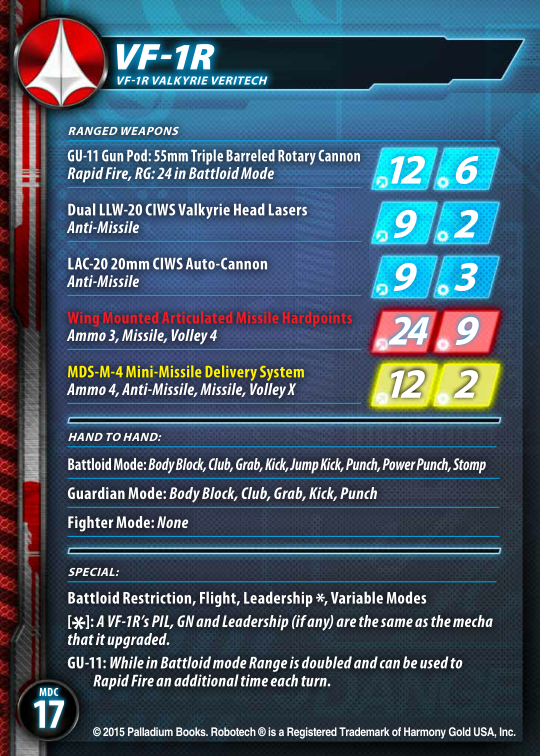 VF-1R
VF-1R VALKYRIE VERITECH
RANGED WEAPONS
GU-11 Gun Pod: 55mm Triple Barreled Rotary Cannon
Rapid Fire, RG: 24 in Battloid Mode
12 6
Dual LLW-20 CIWS Valkyrie Head Lasers
Anti-Missile
9 2
LAC-20 20mm CIWS Auto-Cannon
Anti-Missile
9 3
Wing Mounted Articulated Missile Hardpoints
Ammo 3, Missile, Volley 4
24 9
MDS-M-4 Mini-Missile Delivery System
Ammo 4, Anti-Missile, Missile, Volley X
12 2
HAND TO HAND:
Battloid Mode: Body Block, Club, Grab, Kick, Jump Kick, Punch, Power Punch, Stomp
Guardian Mode: Body Block, Club, Grab, Kick, Punch
Fighter Mode: None
SPECIAL:
Battloid Restriction, Flight, Leadership *, Variable Modes
[*]: A VF-1R's PIL, GN and Leadership (if any) are the same as the mecha
that it upgraded.
GU-11: While in Battloid mode Range is doubled and can be used to
Rapid Fire an additional time each turn.
MDC
17
© 2015 Palladium Books. Robotech ® is a Registered Trademark of Harmony Gold USA, Inc.